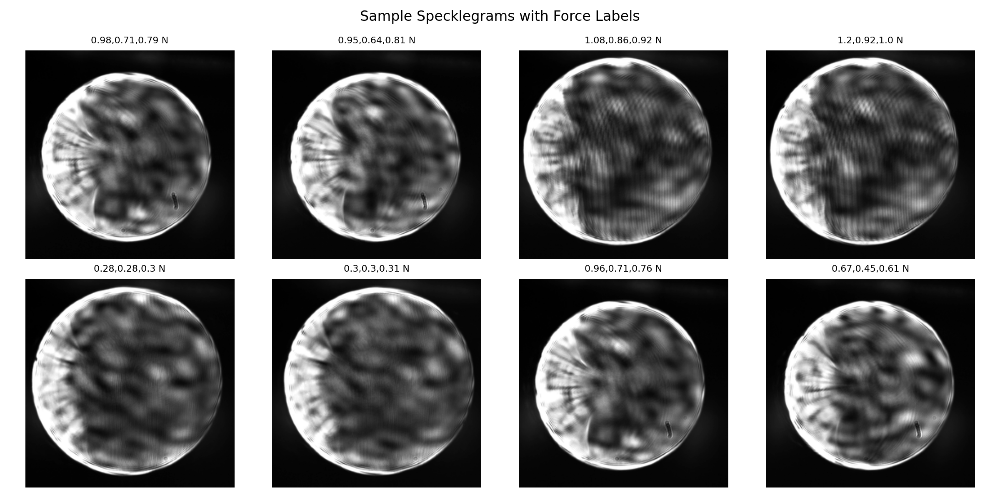 Sample Specklegrams with Force Labels
0.98,0.71,0.79 N
0.95,0.64,0.81 N
1.08,0.86,0.92 N
1.2,0.92,1.0 N
0.28,0.28,0.3 N
0.3,0.3,0.31 N
0.96,0.71,0.76 N
0.67,0.45,0.61 N